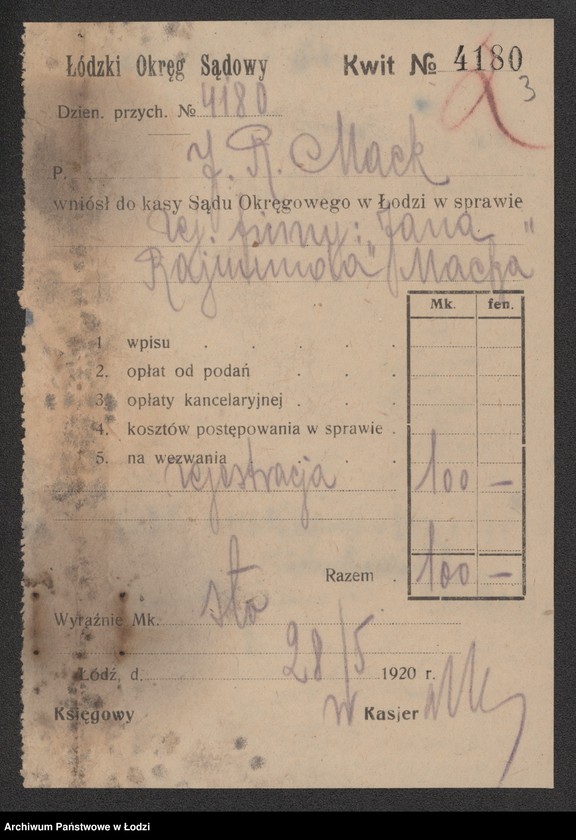 Łódzki Okręg Sądowy Kwit № 4180
3
Dzien. przych. № 4180
P. J. R. Mack
wniósł do kasy Sądu Okręgowego w Łodzi w sprawie
rej. firmy: „Jana
Rajmunda” Macka
Mk. fen.
1. wpisu
2. opłat od podań
3. opłaty kancelaryjnej
4. kosztów postępowania w sprawie
5. na wezwania
rejestracja 100 —
Razem 100 —
Wyraźnie Mk. sto
Łódź, d. 28/5 1920 r.
Księgowy Kasjer
Archiwum Państwowe w Łodzi